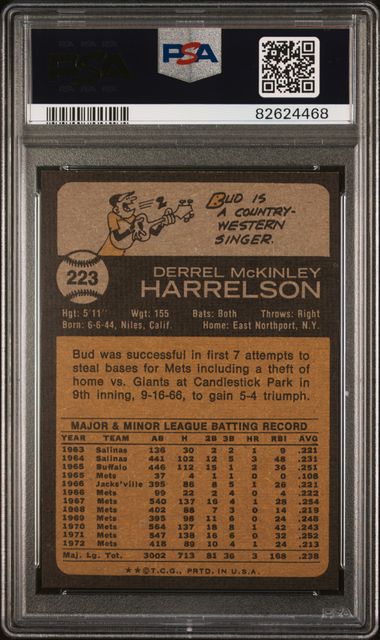 PSA
PSA
82624468
BUD IS
A COUNTRY-
WESTERN
SINGER.
223
DERREL McKINLEY
HARRELSON
Hgt: 5'11" Wgt: 155 Bats: Both Throws: Right
Born: 6-6-44, Niles, Calif. Home: East Northport, N.Y.
Bud was successful in first 7 attempts to
steal bases for Mets including a theft of
home vs. Giants at Candlestick Park in
9th inning, 9-16-66, to gain 5-4 triumph.
MAJOR & MINOR LEAGUE BATTING RECORD
YEAR TEAM AB H 2B 3B HR RBI AVG
1963 Salinas 136 30 2 2 1 9 .221
1964 Salinas 441 102 12 5 3 48 .231
1965 Buffalo 446 112 15 1 2 36 .251
1965 Mets 37 4 1 1 0 0 .108
1966 Jacks'ville 395 86 8 5 1 26 .221
1966 Mets 99 22 2 4 0 4 .222
1967 Mets 540 137 16 4 1 28 .254
1968 Mets 402 88 7 3 0 14 .219
1969 Mets 395 98 11 6 0 24 .248
1970 Mets 564 137 18 8 1 42 .243
1971 Mets 547 138 16 6 0 32 .252
1972 Mets 418 89 10 4 1 24 .213
Maj. Lg. Tot. 3002 713 81 36 3 168 .238
★★©T.C.G., PRTD. IN U.S.A.